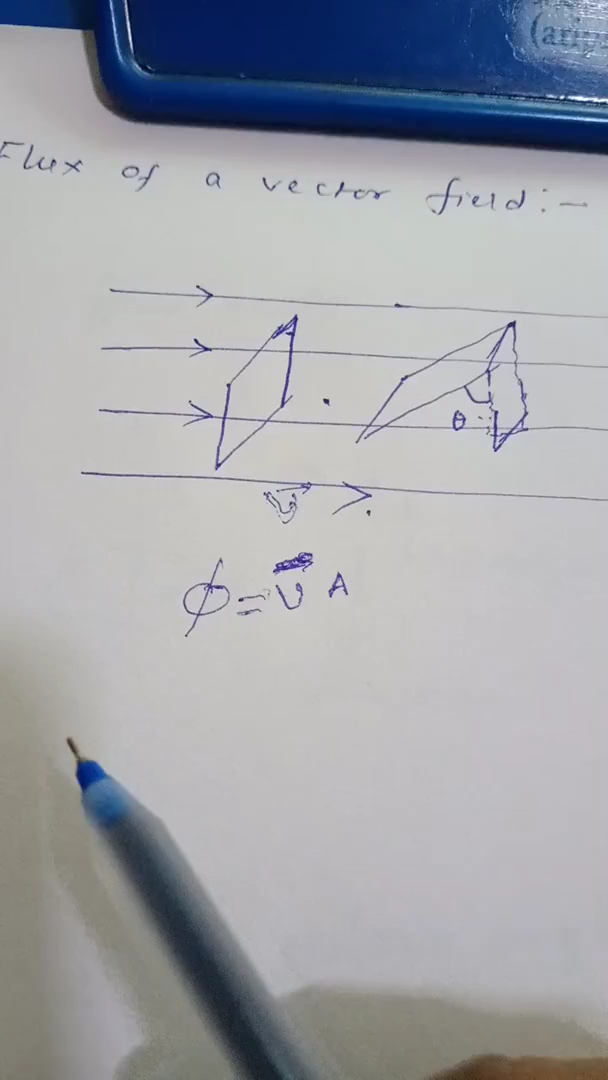 Flux of a vector field:-
θ
v⃗
ϕ = v⃗ A